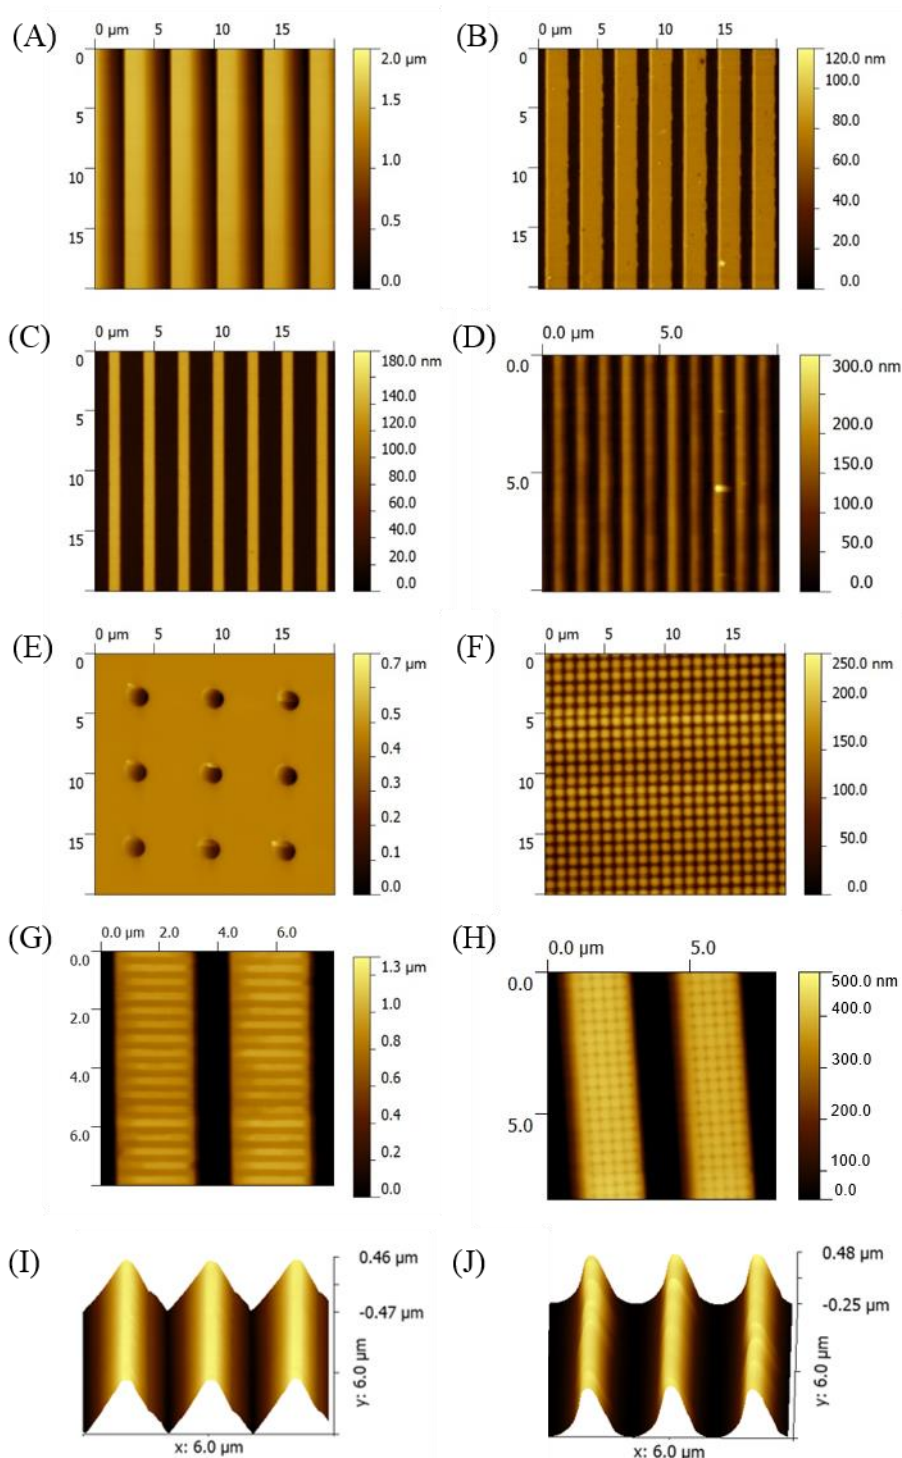 (A)
0 µm 5 10 15
0
5
10
15
2.0 µm
1.5
1.0
0.5
0.0
(B)
0 µm 5 10 15
0
5
10
15
120.0 nm
100.0
80.0
60.0
40.0
20.0
0.0
(C)
0 µm 5 10 15
0
5
10
15
180.0 nm
140.0
120.0
100.0
80.0
60.0
40.0
20.0
0.0
(D)
0.0 µm 5.0
0.0
5.0
300.0 nm
200.0
150.0
100.0
50.0
0.0
(E)
0 µm 5 10 15
0
5
10
15
0.7 µm
0.5
0.4
0.3
0.2
0.1
0.0
(F)
0 µm 5 10 15
0
5
10
15
250.0 nm
200.0
150.0
100.0
50.0
0.0
(G)
0.0 µm 2.0 4.0 6.0
0.0
2.0
4.0
6.0
1.3 µm
1.0
0.8
0.6
0.4
0.2
0.0
(H)
0.0 µm 5.0
0.0
5.0
500.0 nm
400.0
300.0
200.0
100.0
0.0
(I)
0.46 µm
-0.47 µm
y: 6.0 µm
x: 6.0 µm
(J)
0.48 µm
-0.25 µm
y: 6.0 µm
x: 6.0 µm